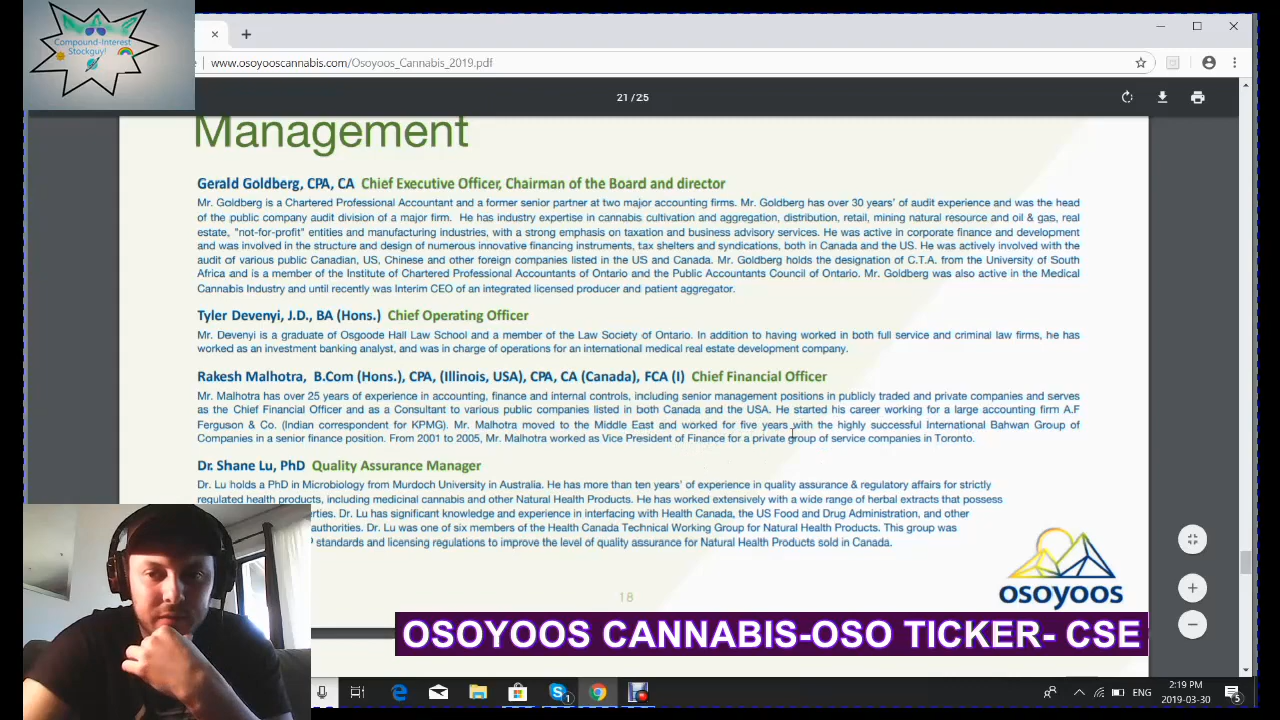 Compound-Interest
Stockguy!
www.osoyooscannabis.com/Osoyoos_Cannabis_2019.pdf
21 / 25
Management
Gerald Goldberg, CPA, CA Chief Executive Officer, Chairman of the Board and director
Mr. Goldberg is a Chartered Professional Accountant and a former senior partner at two major accounting firms. Mr. Goldberg has over 30 years' of audit experience and was the head
of the public company audit division of a major firm. He has industry expertise in cannabis cultivation and aggregation, distribution, retail, mining natural resource and oil & gas, real
estate, "not-for-profit" entities and manufacturing industries, with a strong emphasis on taxation and business advisory services. He was active in corporate finance and development
and was involved in the structure and design of numerous innovative financing instruments, tax shelters and syndications, both in Canada and the US. He was actively involved with the
audit of various public Canadian, US, Chinese and other foreign companies listed in the US and Canada. Mr. Goldberg holds the designation of C.T.A. from the University of South
Africa and is a member of the Institute of Chartered Professional Accountants of Ontario and the Public Accountants Council of Ontario. Mr. Goldberg was also active in the Medical
Cannabis Industry and until recently was Interim CEO of an integrated licensed producer and patient aggregator.
Tyler Devenyi, J.D., BA (Hons.) Chief Operating Officer
Mr. Devenyi is a graduate of Osgoode Hall Law School and a member of the Law Society of Ontario. In addition to having worked in both full service and criminal law firms, he has
worked as an investment banking analyst, and was in charge of operations for an international medical real estate development company.
Rakesh Malhotra, B.Com (Hons.), CPA, (Illinois, USA), CPA, CA (Canada), FCA (I) Chief Financial Officer
Mr. Malhotra has over 25 years of experience in accounting, finance and internal controls, including senior management positions in publicly traded and private companies and serves
as the Chief Financial Officer and as a Consultant to various public companies listed in both Canada and the USA. He started his career working for a large accounting firm A.F
Ferguson & Co. (Indian correspondent for KPMG). Mr. Malhotra moved to the Middle East and worked for five years with the highly successful International Bahwan Group of
Companies in a senior finance position. From 2001 to 2005, Mr. Malhotra worked as Vice President of Finance for a private group of service companies in Toronto.
Dr. Shane Lu, PhD Quality Assurance Manager
Dr. Lu holds a PhD in Microbiology from Murdoch University in Australia. He has more than ten years' of experience in quality assurance & regulatory affairs for strictly
regulated health products, including medicinal cannabis and other Natural Health Products. He has worked extensively with a wide range of herbal extracts that possess
erties. Dr. Lu has significant knowledge and experience in interfacing with Health Canada, the US Food and Drug Administration, and other
authorities. Dr. Lu was one of six members of the Health Canada Technical Working Group for Natural Health Products. This group was
P standards and licensing regulations to improve the level of quality assurance for Natural Health Products sold in Canada.
OSOYOOS
18
OSOYOOS CANNABIS-OSO TICKER- CSE
1
ENG
2:19 PM
2019-03-30
5